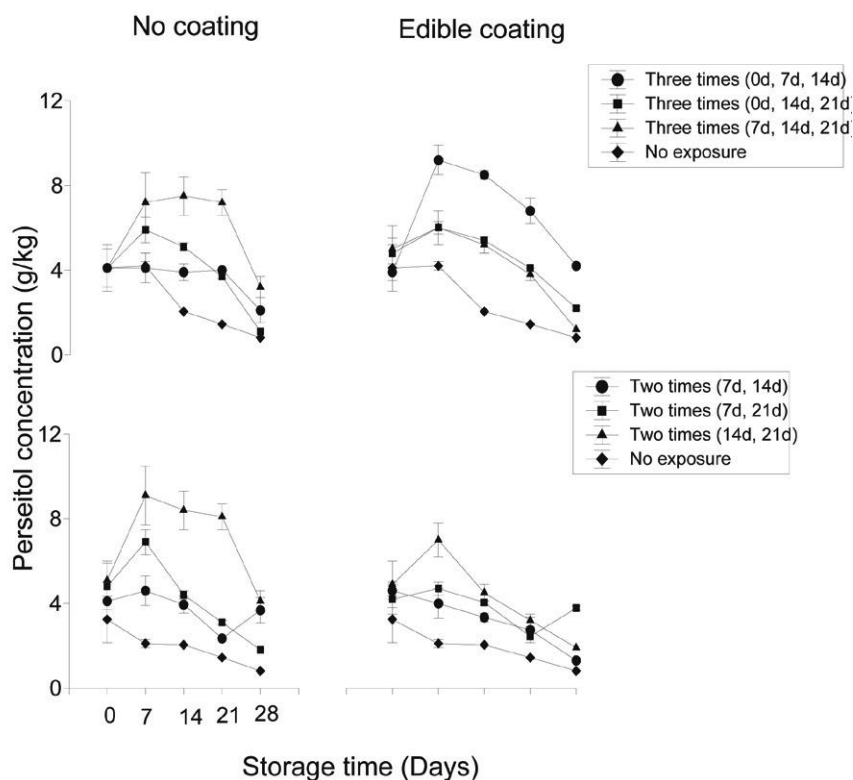 No coating
Edible coating
Three times (0d, 7d, 14d)
Three times (0d, 14d, 21d)
Three times (7d, 14d, 21d)
No exposure
12
8
4
0
Two times (7d, 14d)
Two times (7d, 21d)
Two times (14d, 21d)
No exposure
12
8
4
0
Perseitol concentration (g/kg)
0 7 14 21 28
Storage time (Days)